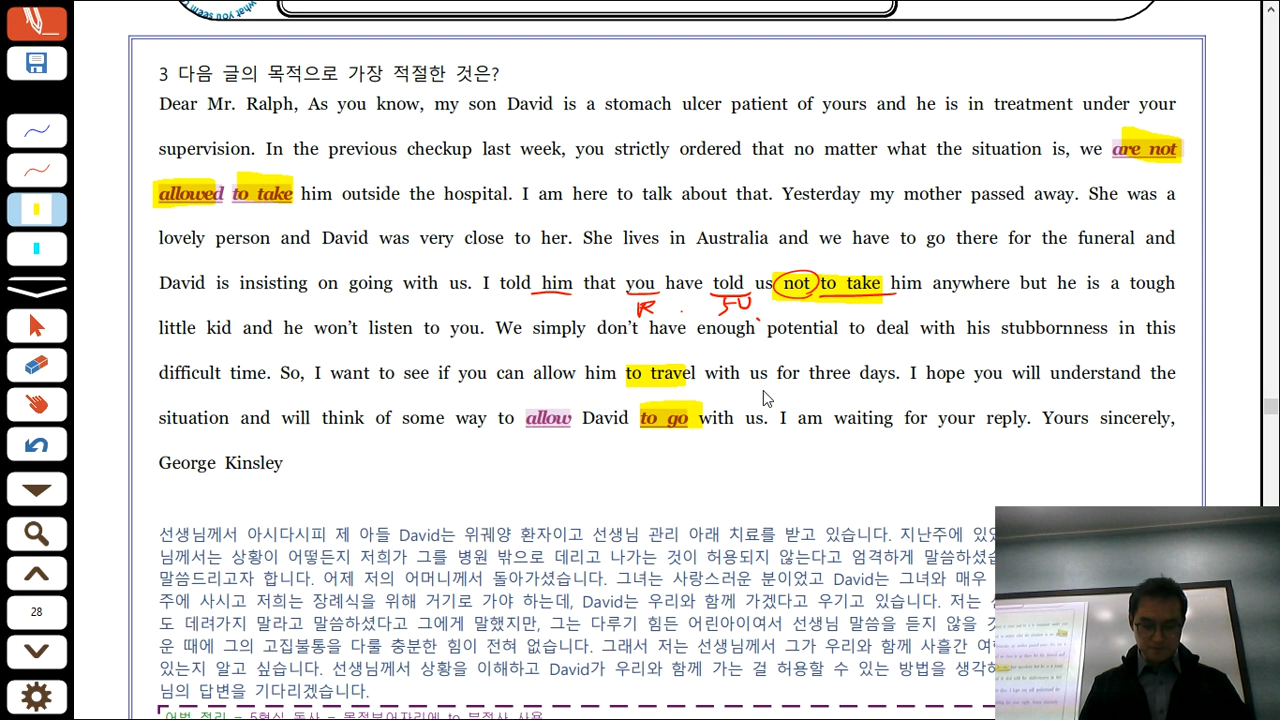 what you seem
3 다음 글의 목적으로 가장 적절한 것은?
Dear Mr. Ralph, As you know, my son David is a stomach ulcer patient of yours and he is in treatment under your
supervision. In the previous checkup last week, you strictly ordered that no matter what the situation is, we are not
allowed to take him outside the hospital. I am here to talk about that. Yesterday my mother passed away. She was a
lovely person and David was very close to her. She lives in Australia and we have to go there for the funeral and
David is insisting on going with us. I told him that you have told us not to take him anywhere but he is a tough
little kid and he won't listen to you. We simply don't have enough potential to deal with his stubbornness in this
difficult time. So, I want to see if you can allow him to travel with us for three days. I hope you will understand the
situation and will think of some way to allow David to go with us. I am waiting for your reply. Yours sincerely,
George Kinsley
선생님께서 아시다시피 제 아들 David는 위궤양 환자이고 선생님 관리 아래 치료를 받고 있습니다. 지난주에
님께서는 상황이 어떻든지 저희가 그를 병원 밖으로 데리고 나가는 것이 허용되지 않는다고 엄격하게
말씀드리고자 합니다. 어제 저의 어머니께서 돌아가셨습니다. 그녀는 사랑스러운 분이었고 David는 그녀와 매우
주에 사시고 저희는 장례식을 위해 거기로 가야 하는데, David는 우리와 함께 가겠다고 우기고 있습니다. 저는
도 데려가지 말라고 말씀하셨다고 그에게 말했지만, 그는 다루기 힘든 어린아이여서 선생님 말씀을 듣지 않을
운 때에 그의 고집불통을 다룰 충분한 힘이 전혀 없습니다. 그래서 저는 선생님께서 그가 우리와 함께 사흘간
있는지 알고 싶습니다. 선생님께서 상황을 이해하고 David가 우리와 함께 가는 걸 허용할 수 있는 방법을
님의 답변을 기다리겠습니다.
어법 정리 - 5형식 동사 - 목적보어자리에 to 부정사 사용
28